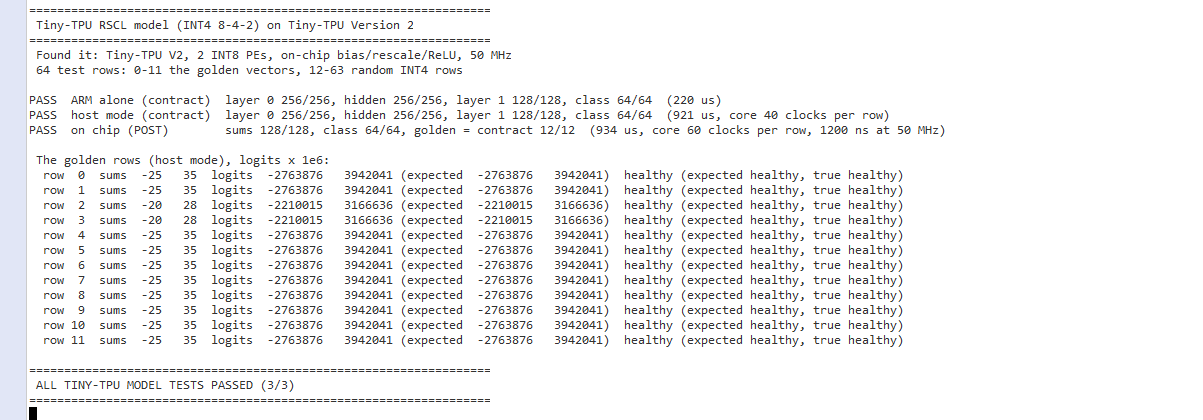 ==================================================================
Tiny-TPU RSCL model (INT4 8-4-2) on Tiny-TPU Version 2
==================================================================
Found it: Tiny-TPU V2, 2 INT8 PEs, on-chip bias/rescale/ReLU, 50 MHz
64 test rows: 0-11 the golden vectors, 12-63 random INT4 rows
PASS  ARM alone (contract)  layer 0 256/256, hidden 256/256, layer 1 128/128, class 64/64  (220 us)
PASS  host mode (contract)  layer 0 256/256, hidden 256/256, layer 1 128/128, class 64/64  (921 us, core 40 clocks per row)
PASS  on chip (POST)        sums 128/128, class 64/64, golden = contract 12/12  (934 us, core 60 clocks per row, 1200 ns at 50 MHz)
The golden rows (host mode), logits x 1e6:
row  0  sums  -25   35  logits  -2763876   3942041 (expected  -2763876   3942041)  healthy (expected healthy, true healthy)
row  1  sums  -25   35  logits  -2763876   3942041 (expected  -2763876   3942041)  healthy (expected healthy, true healthy)
row  2  sums  -20   28  logits  -2210015   3166636 (expected  -2210015   3166636)  healthy (expected healthy, true healthy)
row  3  sums  -20   28  logits  -2210015   3166636 (expected  -2210015   3166636)  healthy (expected healthy, true healthy)
row  4  sums  -25   35  logits  -2763876   3942041 (expected  -2763876   3942041)  healthy (expected healthy, true healthy)
row  5  sums  -25   35  logits  -2763876   3942041 (expected  -2763876   3942041)  healthy (expected healthy, true healthy)
row  6  sums  -25   35  logits  -2763876   3942041 (expected  -2763876   3942041)  healthy (expected healthy, true healthy)
row  7  sums  -25   35  logits  -2763876   3942041 (expected  -2763876   3942041)  healthy (expected healthy, true healthy)
row  8  sums  -25   35  logits  -2763876   3942041 (expected  -2763876   3942041)  healthy (expected healthy, true healthy)
row  9  sums  -25   35  logits  -2763876   3942041 (expected  -2763876   3942041)  healthy (expected healthy, true healthy)
row 10  sums  -25   35  logits  -2763876   3942041 (expected  -2763876   3942041)  healthy (expected healthy, true healthy)
row 11  sums  -25   35  logits  -2763876   3942041 (expected  -2763876   3942041)  healthy (expected healthy, true healthy)
==================================================================
ALL TINY-TPU MODEL TESTS PASSED (3/3)
==================================================================